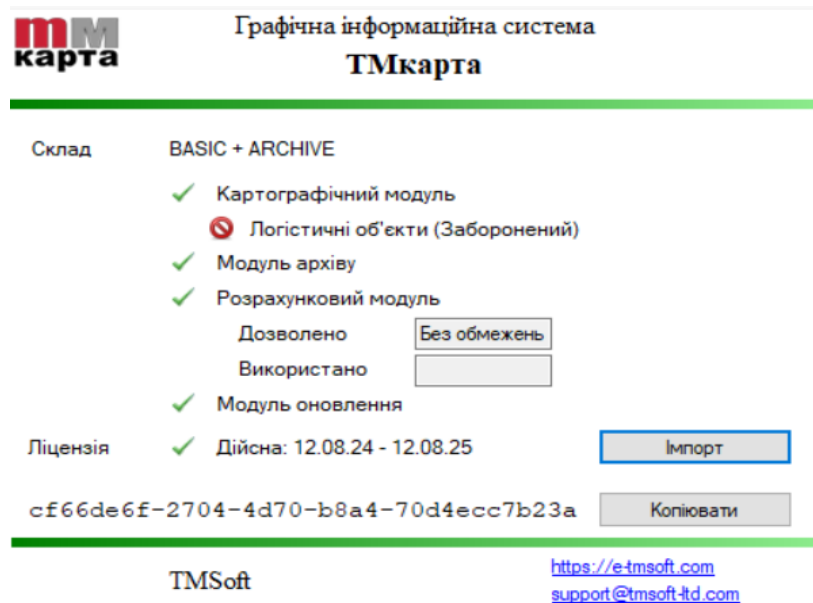 тм карта
Графічна інформаційна система
ТМкарта
Склад BASIC + ARCHIVE
Картографічний модуль
Логістичні об'єкти (Заборонений)
Модуль архіву
Розрахунковий модуль
Дозволено Без обмежень
Використано
Модуль оновлення
Ліцензія Дійсна: 12.08.24 - 12.08.25 Імпорт
cf66de6f-2704-4d70-b8a4-70d4ecc7b23a Копіювати
TMSoft https://e-tmsoft.com
support@tmsoft-ltd.com